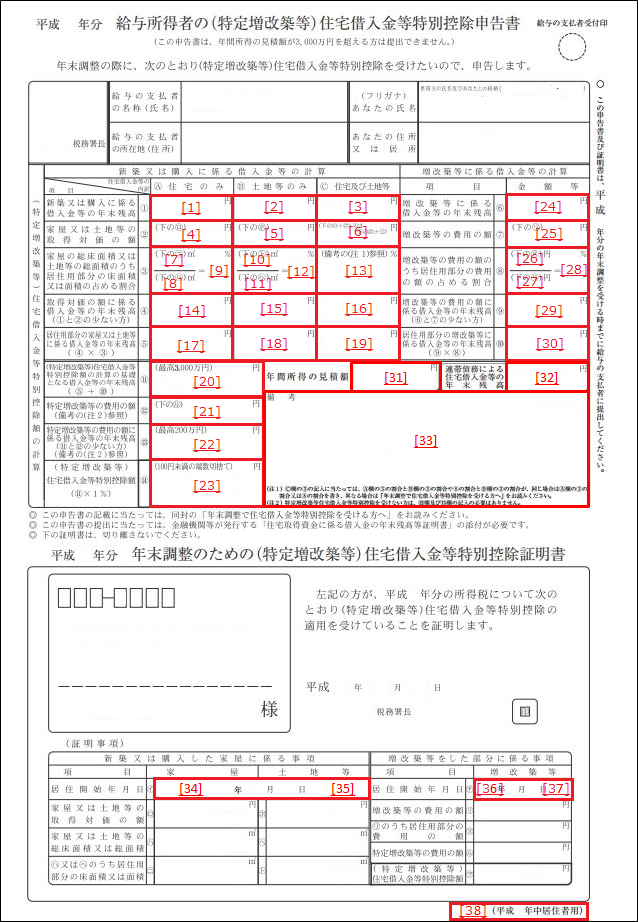 平成　年分　給与所得者の(特定増改築等)住宅借入金等特別控除申告書
給与の支払者受付印
(この申告書は、年間所得の見積額が3,000万円を超える方は提出できません。)
年末調整の際に、次のとおり(特定増改築等)住宅借入金等特別控除を受けたいので、申告します。
税務署長
給与の支払者の名称(氏名)
(フリガナ)
あなたの氏名
世帯主の氏名及びあなたとの続柄(
給与の支払者の所在地(住所)
あなたの住所又は居所
○ この申告書及び証明書は、平成　年分の年末調整を受ける時までに給与の支払者に提出してください。
(特定増改築等)住宅借入金等特別控除額の計算
新築又は購入に係る借入金等の計算
増改築等に係る借入金等の計算
項目
住宅借入金等の内訳
Ⓐ 住宅のみ
Ⓑ 土地等のみ
Ⓒ 住宅及び土地等
項目
金額等
新築又は購入に係る借入金等の年末残高 ①
[1] 円
[2] 円
[3] 円
増改築等に係る借入金等の年末残高 ⑥
[24] 円
家屋又は土地等の取得対価の額 ②
[4] 円
[5] 円
[6] 円
増改築等の費用の額 ⑦
[25] 円
家屋の総床面積又は土地等の総面積のうち居住用部分の床面積又は面積の占める割合 ③
[7] ㎡
[8] ㎡
= [9] %
[10] ㎡
[11] ㎡
= [12] %
(備考の(注1)参照) %
[13]
増改築等の費用の額のうち居住用部分の費用の額の占める割合 ⑧
[26] 円
[27] 円
= [28] %
取得対価の額に係る借入金等の年末残高(①と②の少ない方) ④
[14] 円
[15] 円
[16] 円
増改築等の費用の額に係る借入金等の年末残高(⑥と⑦の少ない方) ⑨
[29] 円
居住用部分の家屋又は土地等に係る借入金等の年末残高(④×③) ⑤
[17] 円
[18] 円
[19] 円
居住用部分の増改築等に係る借入金等の年末残高(⑨×⑧) ⑩
[30] 円
(特定増改築等)住宅借入金等特別控除額の計算の基礎となる借入金等の年末残高(⑤+⑩) ⑪
(最高3,000万円) 円
[20]
年間所得の見積額
[31] 円
連帯債務による住宅借入金等の年末残高
[32] 円
特定増改築等の費用の額(備考の(注2)参照) ⑫
[21] 円
備考
[33]
特定増改築等の費用の額に係る借入金等の年末残高(⑪と⑫の少ない方)(備考の(注2)参照) ⑬
(最高200万円) 円
[22]
(特定増改築等)住宅借入金等特別控除額(⑪×1%) ⑭
(100円未満の端数切捨て) 円
[23]
◎ この申告書の記載に当たっては、同封の「年末調整で住宅借入金等特別控除を受ける方へ」をお読みください。
◎ この申告書の提出に当たっては、金融機関等が発行する「住宅取得資金に係る借入金の年末残高等証明書」の添付が必要です。
◎ 下の証明書は、切り離さないでください。
平成　年分　年末調整のための(特定増改築等)住宅借入金等特別控除証明書
様
左記の方が、平成　年分の所得税について次のとおり(特定増改築等)住宅借入金等特別控除の適用を受けていることを証明します。
平成　年　月　日
税務署長
印
(証明事項)
新築又は購入した家屋に係る事項
増改築等をした部分に係る事項
項目
家屋
土地等
項目
増改築等
居住開始年月日
[34] 年　月　日 [35]
居住開始年月日
[36 年　月　日 [37]
家屋又は土地等の取得対価の額
円
円
増改築等の費用の額
円
家屋又は土地等の総床面積又は総面積
㎡
㎡
のうち居住用部分の費用の額
円
又は のうち居住用部分の床面積又は面積
㎡
㎡
特定増改築等の費用の額
円
(特定増改築等)住宅借入金等特別控除額
円
[38] (平成　年中居住者用)